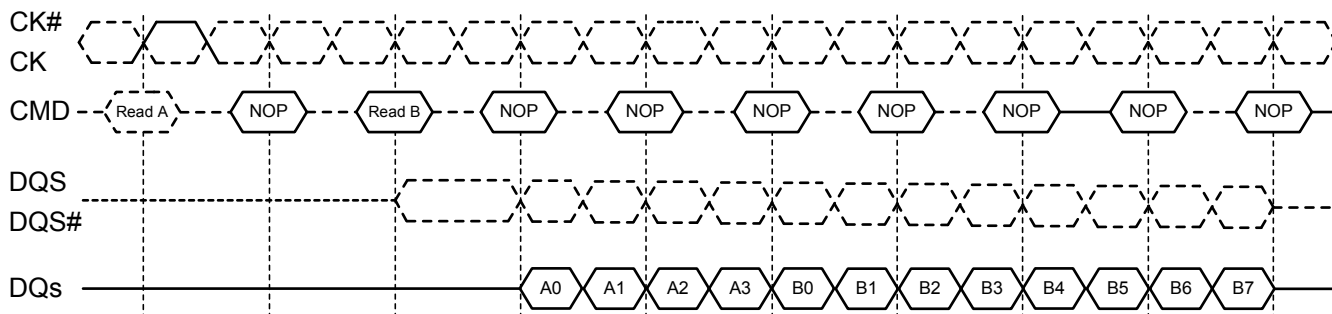 CK#
CK
CMD Read A NOP Read B NOP NOP NOP NOP NOP NOP NOP
DQS
DQS#
DQs A0 A1 A2 A3 B0 B1 B2 B3 B4 B5 B6 B7